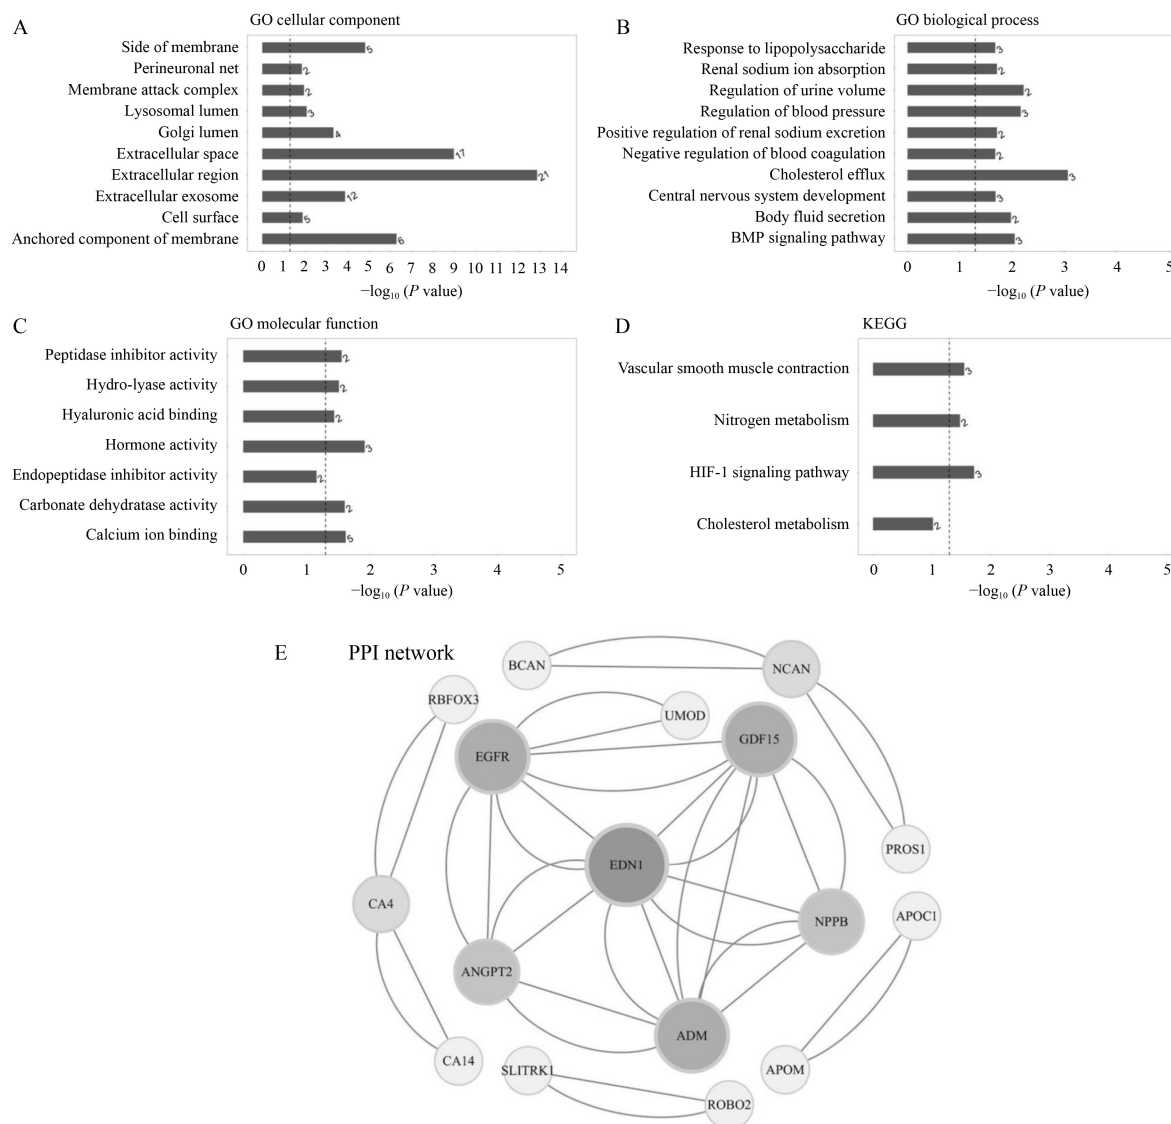 A
GO cellular component
Side of membrane 5
Perineuronal net 2
Membrane attack complex 2
Lysosomal lumen 3
Golgi lumen 4
Extracellular space 17
Extracellular region 21
Extracellular exosome 12
Cell surface 5
Anchored component of membrane 6
0 1 2 3 4 5 6 7 8 9 10 11 12 13 14
−log10 (P value)
B
GO biological process
Response to lipopolysaccharide 3
Renal sodium ion absorption 2
Regulation of urine volume 2
Regulation of blood pressure 3
Positive regulation of renal sodium excretion 2
Negative regulation of blood coagulation 2
Cholesterol efflux 3
Central nervous system development 3
Body fluid secretion 2
BMP signaling pathway 3
0 1 2 3 4 5
−log10 (P value)
C
GO molecular function
Peptidase inhibitor activity 2
Hydro-lyase activity 2
Hyaluronic acid binding 2
Hormone activity 3
Endopeptidase inhibitor activity 2
Carbonate dehydratase activity 2
Calcium ion binding 5
0 1 2 3 4 5
−log10 (P value)
D
KEGG
Vascular smooth muscle contraction 3
Nitrogen metabolism 2
HIF-1 signaling pathway 3
Cholesterol metabolism 2
0 1 2 3 4 5
−log10 (P value)
E PPI network
BCAN
NCAN
RBFOX3
UMOD
GDF15
EGFR
PROS1
EDN1
CA4
APOC1
NPPB
ANGPT2
ADM
CA14
SLITRK1
APOM
ROBO2